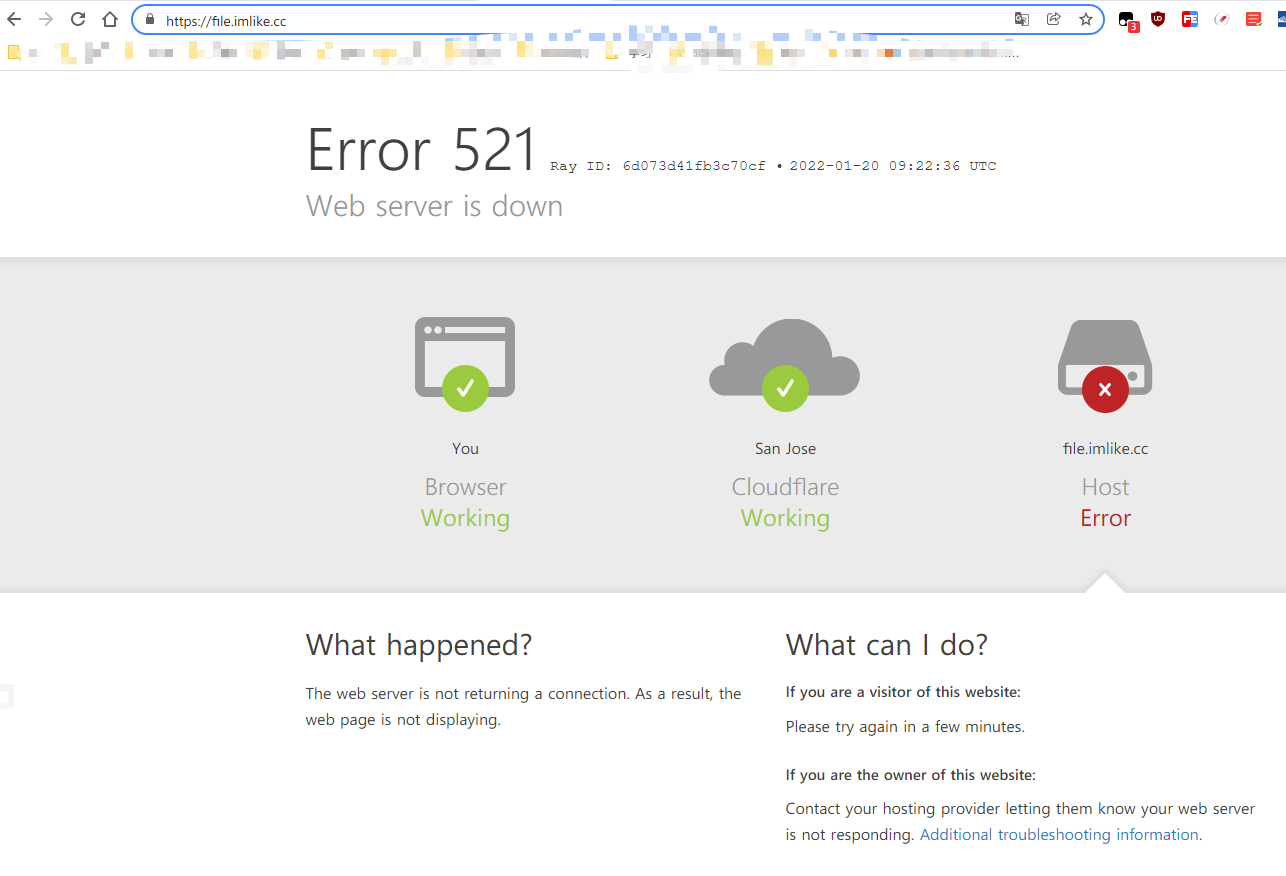 https://file.imlike.cc
3
学习
Error 521 Ray ID: 6d073d41fb3c70cf • 2022-01-20 09:22:36 UTC
Web server is down
You
Browser
Working
San Jose
Cloudflare
Working
file.imlike.cc
Host
Error
What happened?
The web server is not returning a connection. As a result, the
web page is not displaying.
What can I do?
If you are a visitor of this website:
Please try again in a few minutes.
If you are the owner of this website:
Contact your hosting provider letting them know your web server
is not responding. Additional troubleshooting information.